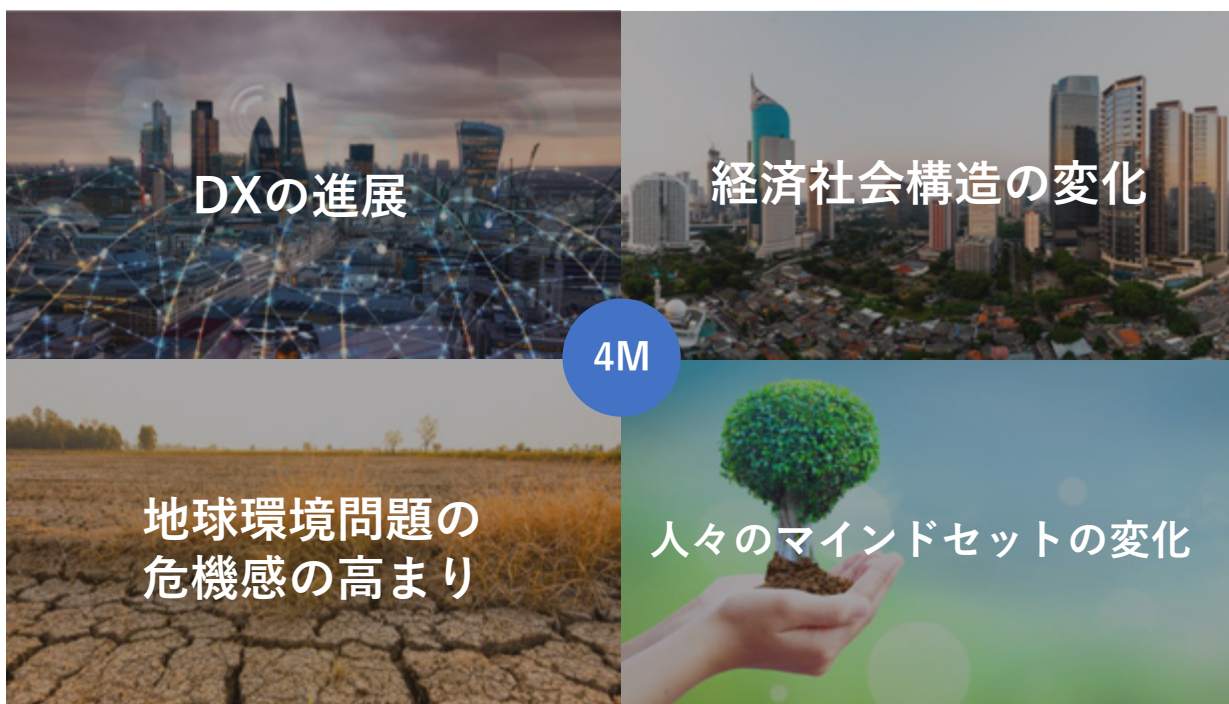 DXの進展
経済社会構造の変化
4M
地球環境問題の
危機感の高まり
人々のマインドセットの変化